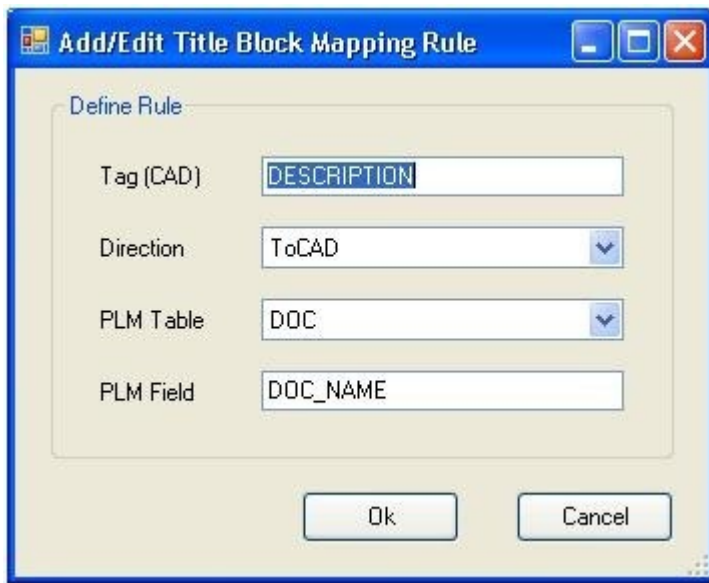 Add/Edit Title Block Mapping Rule
Define Rule
Tag (CAD) DESCRIPTION
Direction ToCAD
PLM Table DOC
PLM Field DOC_NAME
Ok Cancel